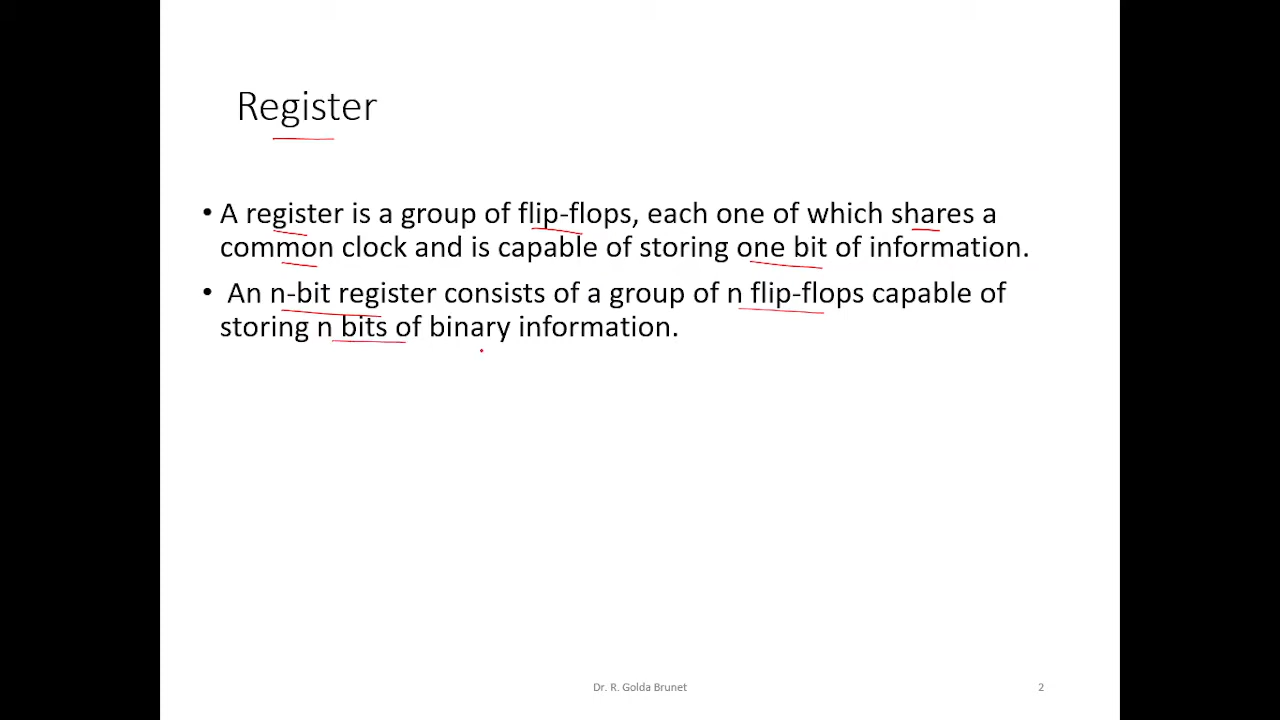 Register
• A register is a group of flip-flops, each one of which shares a
common clock and is capable of storing one bit of information.
• An n-bit register consists of a group of n flip-flops capable of
storing n bits of binary information.
Dr. R. Golda Brunet
2